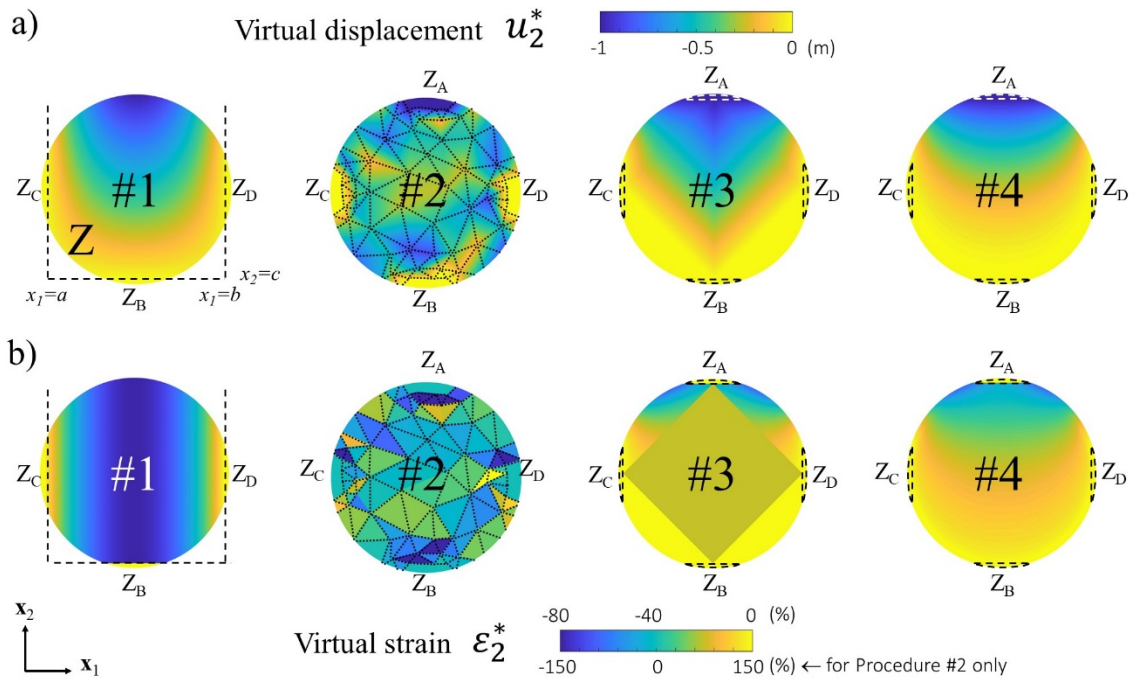 a)
Virtual displacement u₂*
-1 -0.5 0 (m)
Z_A Z_A Z_A
Z_C #1 Z_D Z_C #2 Z_D Z_C #3 Z_D Z_C #4 Z_D
Z
x₂=c
x₁=a Z_B x₁=b Z_B Z_B Z_B
b)
Z_A Z_A Z_A
Z_C #1 Z_D Z_C #2 Z_D Z_C #3 Z_D Z_C #4 Z_D
Z_B Z_B Z_B Z_B
x₂
x₁
-80 -40 0 (%)
Virtual strain ε₂*
-150 0 150 (%) ← for Procedure #2 only